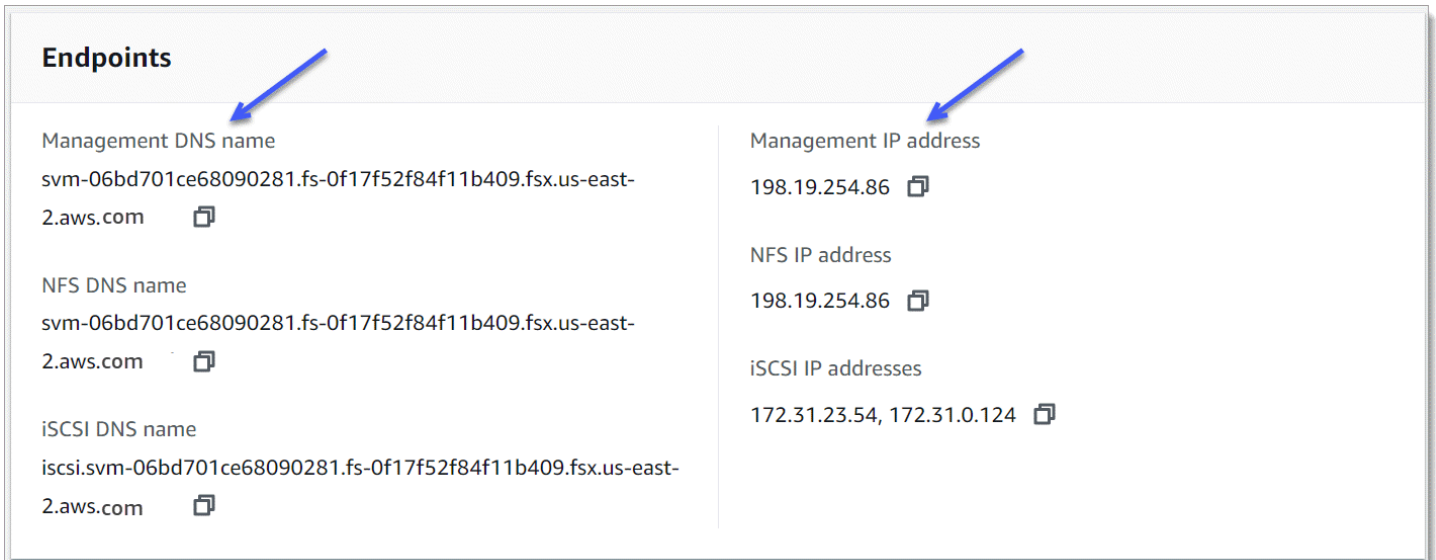 Endpoints
Management DNS name
svm-06bd701ce68090281.fs-0f17f52f84f11b409.fsx.us-east-
2.aws.com
NFS DNS name
svm-06bd701ce68090281.fs-0f17f52f84f11b409.fsx.us-east-
2.aws.com
iSCSI DNS name
iscsi.svm-06bd701ce68090281.fs-0f17f52f84f11b409.fsx.us-east-
2.aws.com
Management IP address
198.19.254.86
NFS IP address
198.19.254.86
iSCSI IP addresses
172.31.23.54, 172.31.0.124